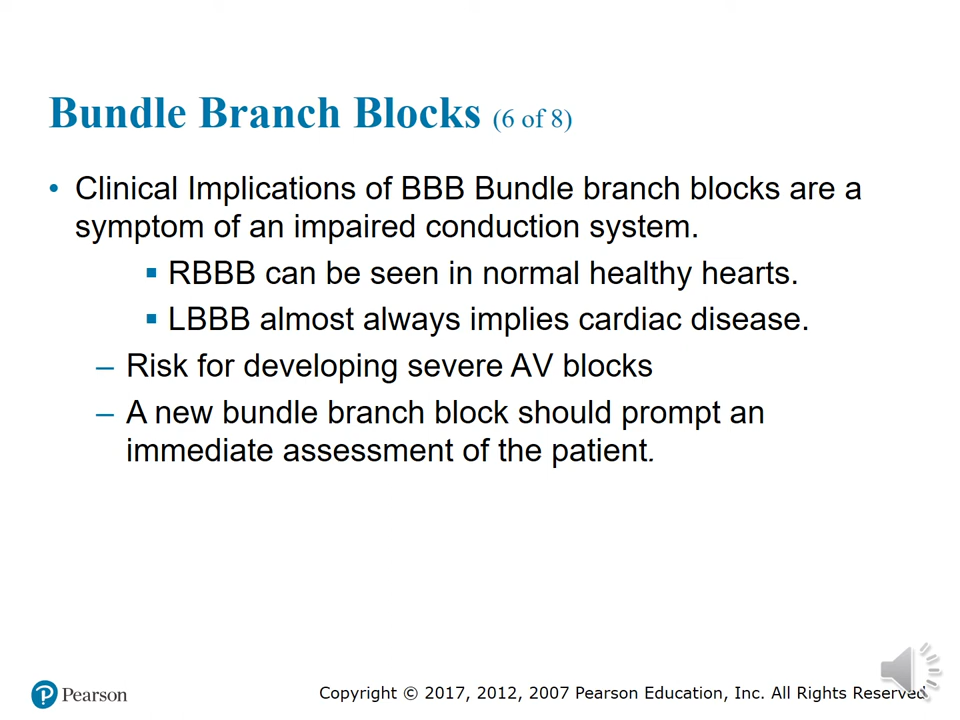 Bundle Branch Blocks (6 of 8)
• Clinical Implications of BBB Bundle branch blocks are a
symptom of an impaired conduction system.
▪ RBBB can be seen in normal healthy hearts.
▪ LBBB almost always implies cardiac disease.
– Risk for developing severe AV blocks
– A new bundle branch block should prompt an
immediate assessment of the patient.
Pearson
Copyright © 2017, 2012, 2007 Pearson Education, Inc. All Rights Reserved